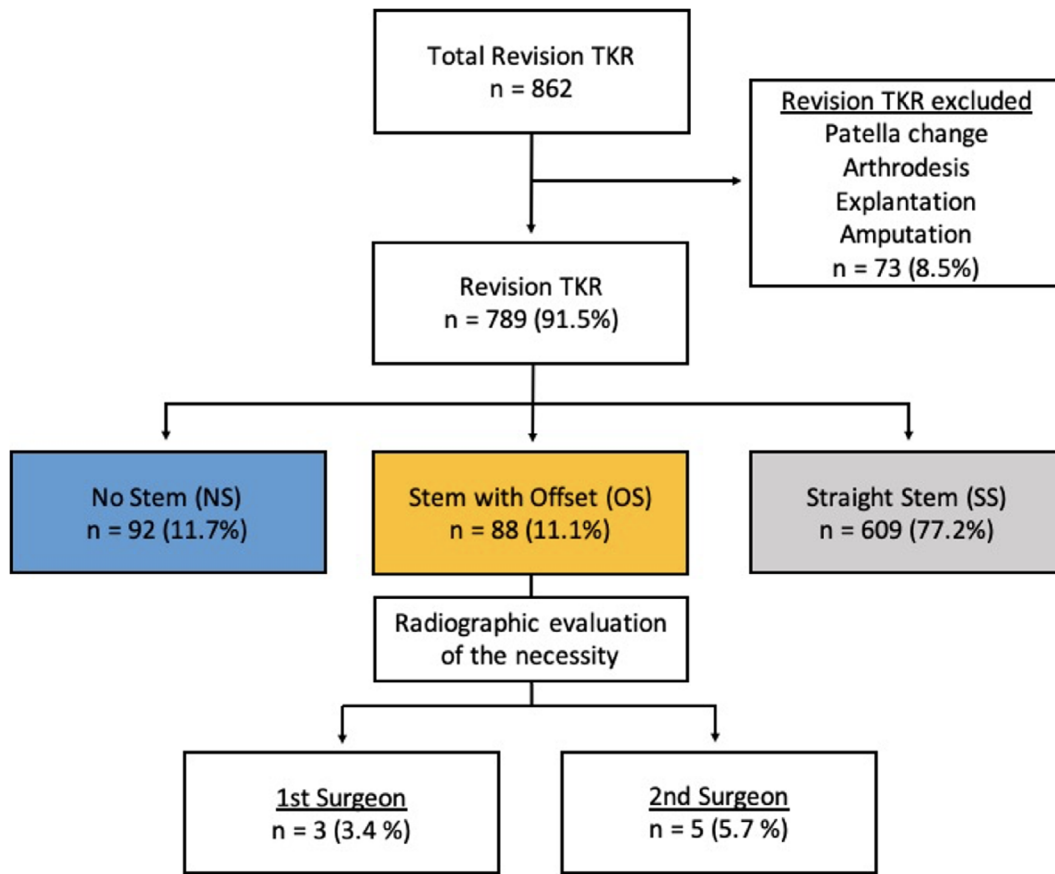 Total Revision TKR
n = 862
Revision TKR excluded
Patella change
Arthrodesis
Explantation
Amputation
n = 73 (8.5%)
Revision TKR
n = 789 (91.5%)
No Stem (NS)
n = 92 (11.7%)
Stem with Offset (OS)
n = 88 (11.1%)
Straight Stem (SS)
n = 609 (77.2%)
Radiographic evaluation
of the necessity
1st Surgeon
n = 3 (3.4 %)
2nd Surgeon
n = 5 (5.7 %)